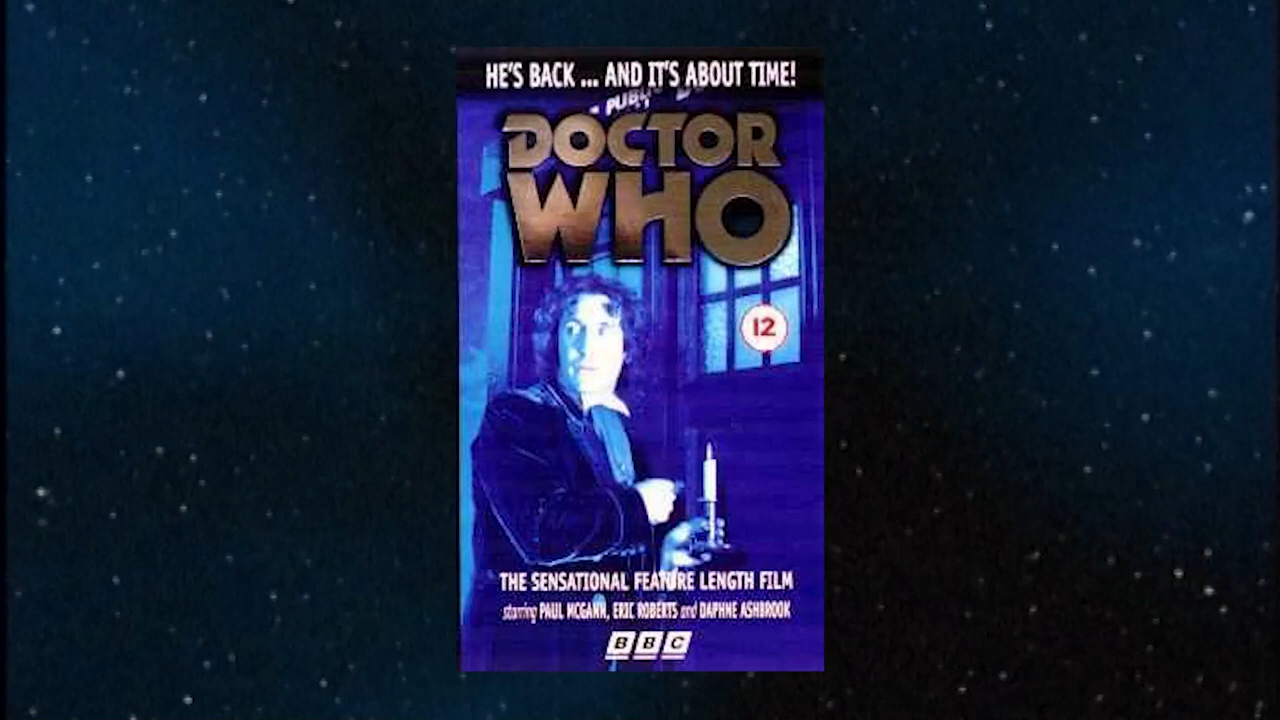 HE'S BACK ... AND IT'S ABOUT TIME!
PUBLIC
DOCTOR
WHO
12
THE SENSATIONAL FEATURE LENGTH FILM
starring PAUL MCGANN, ERIC ROBERTS and DAPHNE ASHBROOK
BBC